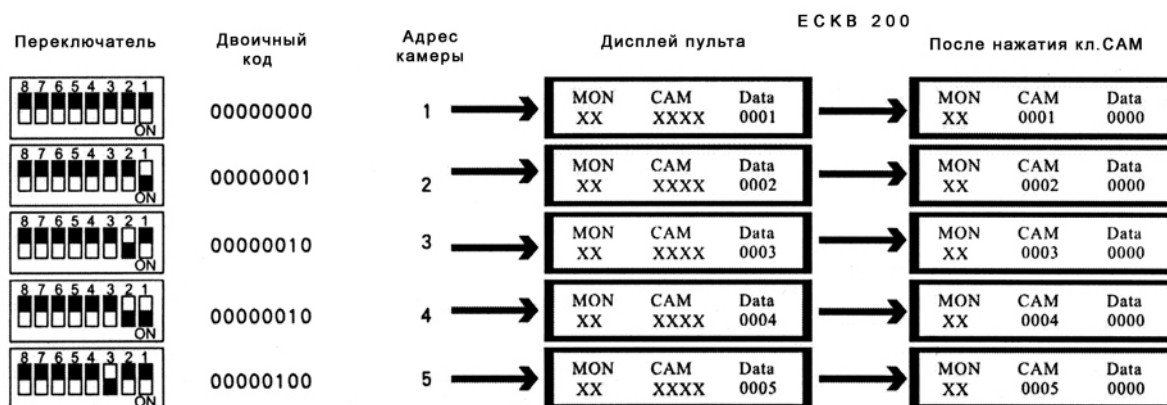 ECKB 200
Переключатель Двоичный код Адрес камеры Дисплей пульта После нажатия кл.CAM
8 7 6 5 4 3 2 1
ON
00000000 1
MON CAM Data
XX XXXX 0001
MON CAM Data
XX 0001 0000
8 7 6 5 4 3 2 1
ON
00000001 2
MON CAM Data
XX XXXX 0002
MON CAM Data
XX 0002 0000
8 7 6 5 4 3 2 1
ON
00000010 3
MON CAM Data
XX XXXX 0003
MON CAM Data
XX 0003 0000
8 7 6 5 4 3 2 1
ON
00000010 4
MON CAM Data
XX XXXX 0004
MON CAM Data
XX 0004 0000
8 7 6 5 4 3 2 1
ON
00000100 5
MON CAM Data
XX XXXX 0005
MON CAM Data
XX 0005 0000